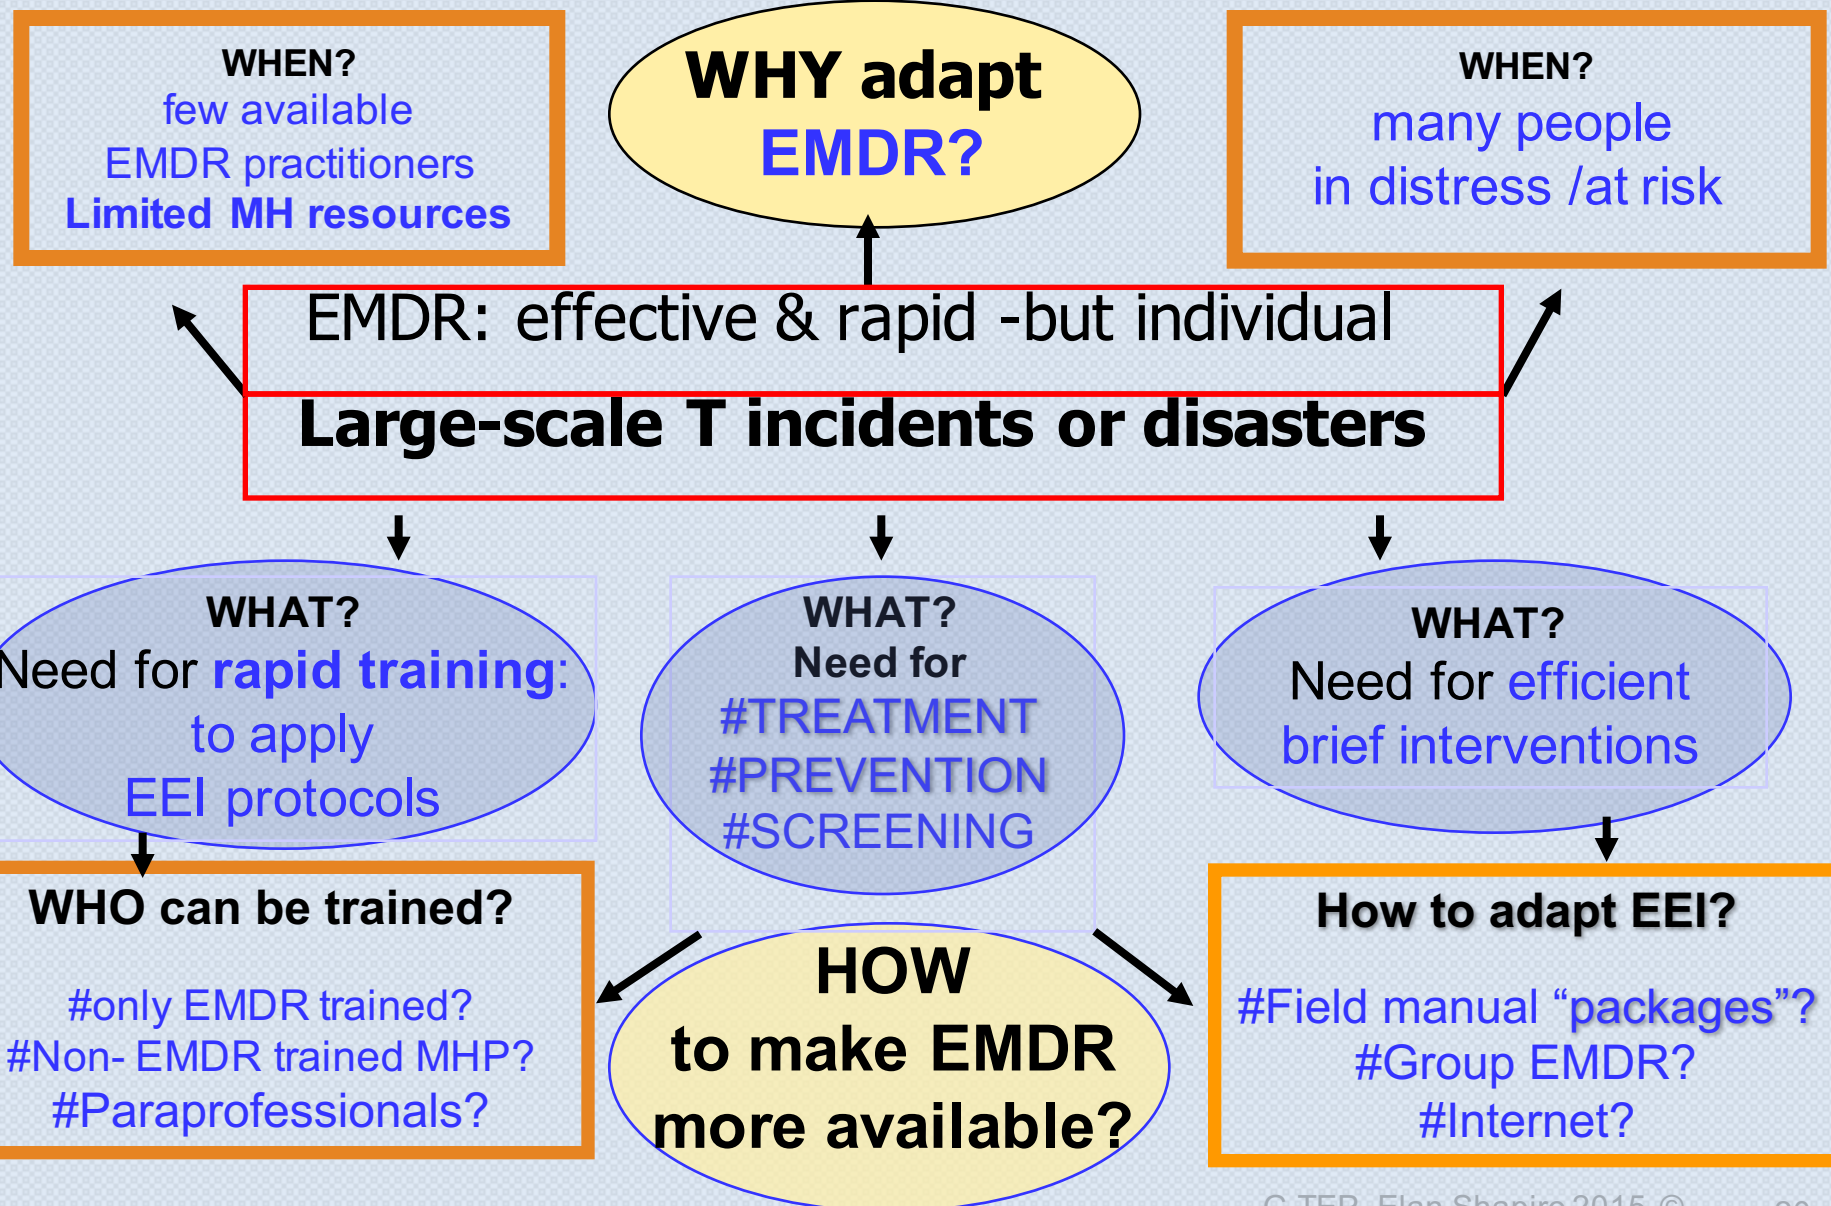 WHEN?
few available
EMDR practitioners
Limited MH resources
WHY adapt
EMDR?
WHEN?
many people
in distress /at risk
EMDR: effective & rapid -but individual
Large-scale T incidents or disasters
WHAT?
Need for rapid training:
to apply
EEI protocols
WHAT?
Need for
#TREATMENT
#PREVENTION
#SCREENING
WHAT?
Need for efficient
brief interventions
WHO can be trained?
#only EMDR trained?
#Non- EMDR trained MHP?
#Paraprofessionals?
HOW
to make EMDR
more available?
How to adapt EEI?
#Field manual “packages”?
#Group EMDR?
#Internet?
Elan Shapiro 2015 ©